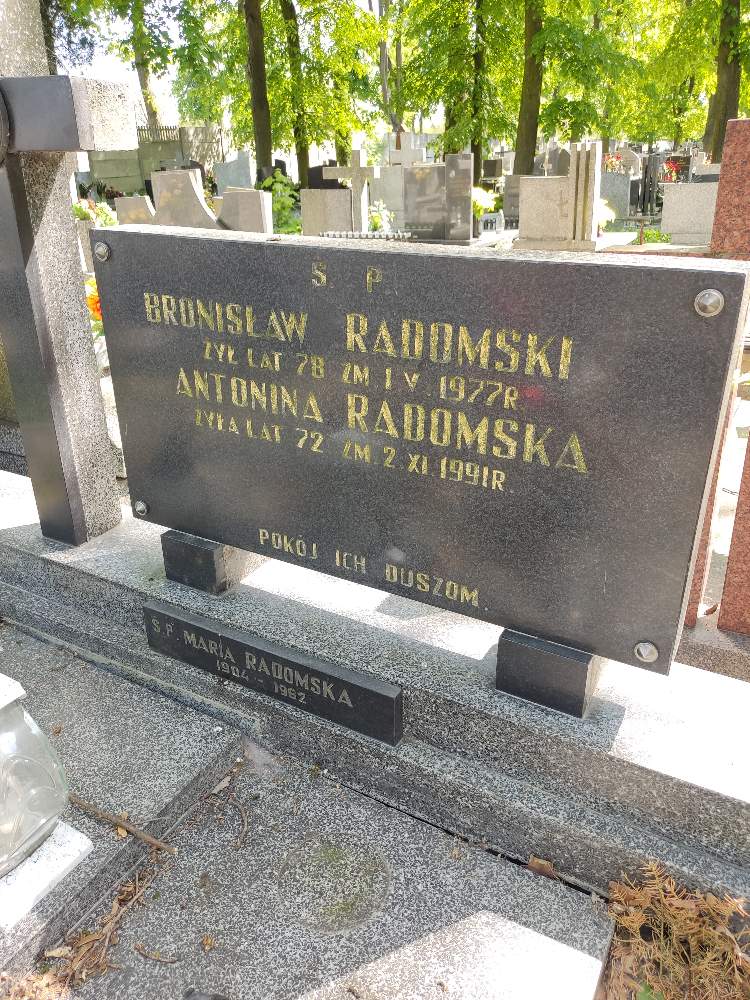 Ś. P.
BRONISŁAW RADOMSKI
ŻYŁ LAT 78 ZM. 1 V. 1977R
ANTONINA RADOMSKA
ŻYŁA LAT 72 ZM. 2. XI. 1991R.
POKÓJ ICH DUSZOM.
Ś.P. MARIA RADOMSKA
1904 - 1982